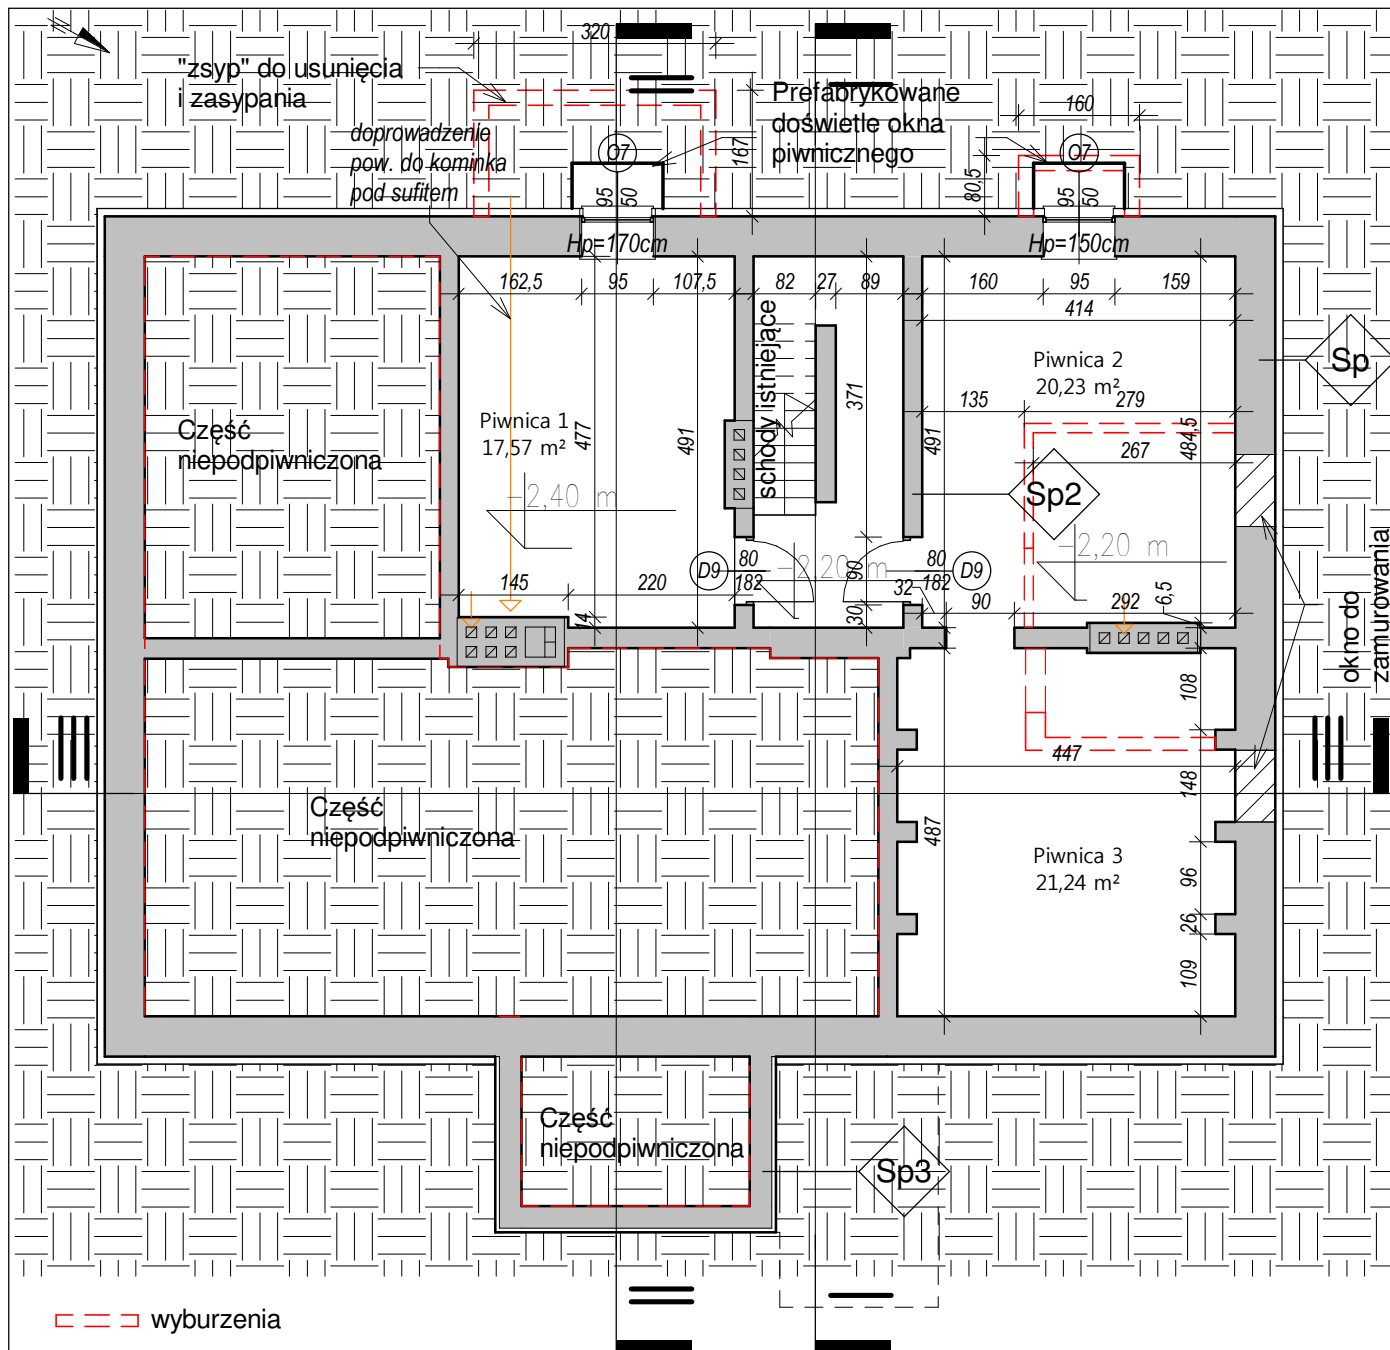 320
"zsyp" do usunięcia
i zasypania
Prefabrykowane
doświetle okna
piwnicznego
160
doprowadzenie
pow. do kominka
pod sufitem
167
80,5
O7
O7
95
50
95
50
Hp=170cm
Hp=150cm
162,5
95
107,5
82
27
89
160
95
159
414
schody istniejące
Piwnica 1
17,57 m²
477
491
371
491
Piwnica 2
20,23 m²
Sp
135
279
484,5
267
Część
niepodpiwniczona
-2,40 m
Sp2
-2,20 m
-2,20 m
D9
80
182
90
80
182
D9
145
220
14
30
32
90
292
6,5
okno do
zamurowania
108
447
148
Część
niepodpiwniczona
487
Piwnica 3
21,24 m²
96
26
109
Część
niepodpiwniczona
Sp3
wyburzenia